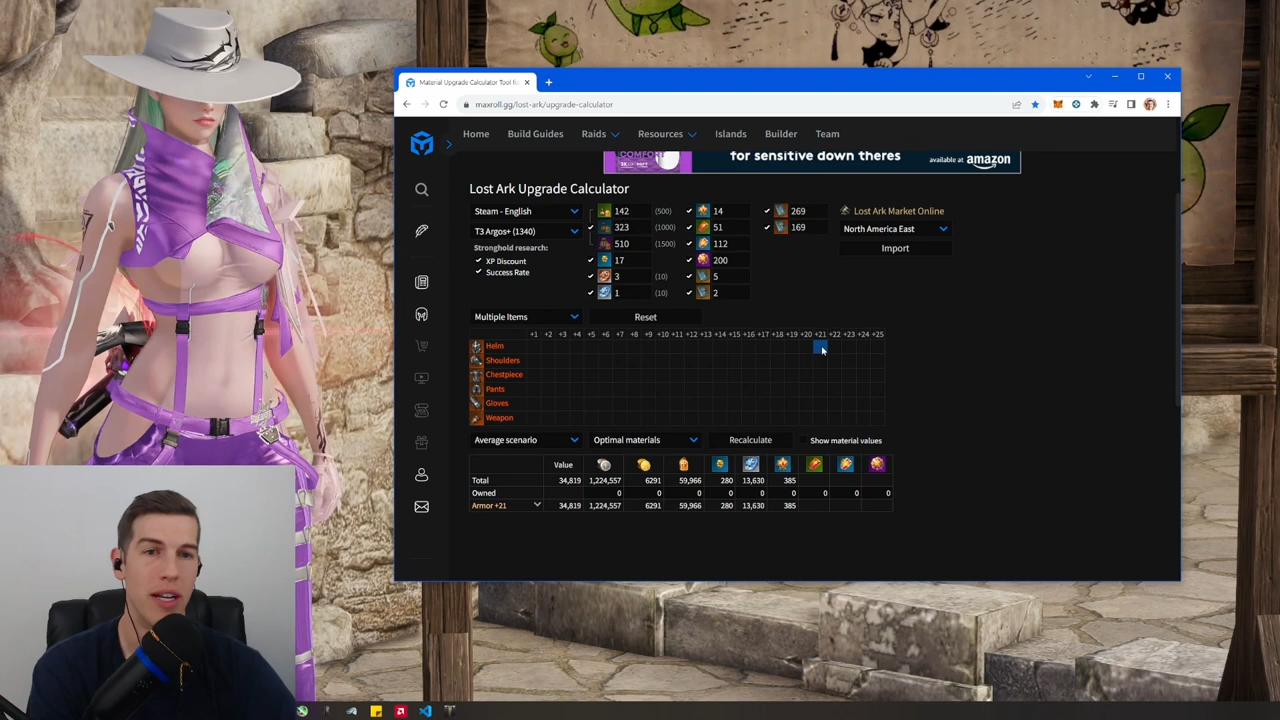 Material Upgrade Calculator Tool f
maxroll.gg/lost-ark/upgrade-calculator
Home Build Guides Raids Resources Islands Builder Team
COMFORT
for sensitive down theres
available at amazon
Lost Ark Upgrade Calculator
Steam - English
T3 Argos+ (1340)
Stronghold research:
XP Discount
Success Rate
142 (500) 14 269
323 (1000) 51 169
510 (1500) 112
17 200
3 (10) 5
1 (10) 2
Lost Ark Market Online
North America East
Import
Multiple Items
Reset
+1 +2 +3 +4 +5 +6 +7 +8 +9 +10 +11 +12 +13 +14 +15 +16 +17 +18 +19 +20 +21 +22 +23 +24 +25
Helm
Shoulders
Chestpiece
Pants
Gloves
Weapon
Average scenario Optimal materials Recalculate Show material values
Value
Total 34,819 1,224,557 6291 59,966 280 13,630 385
Owned 0 0 0 0 0 0 0 0 0
Armor +21 34,819 1,224,557 6291 59,966 280 13,630 385